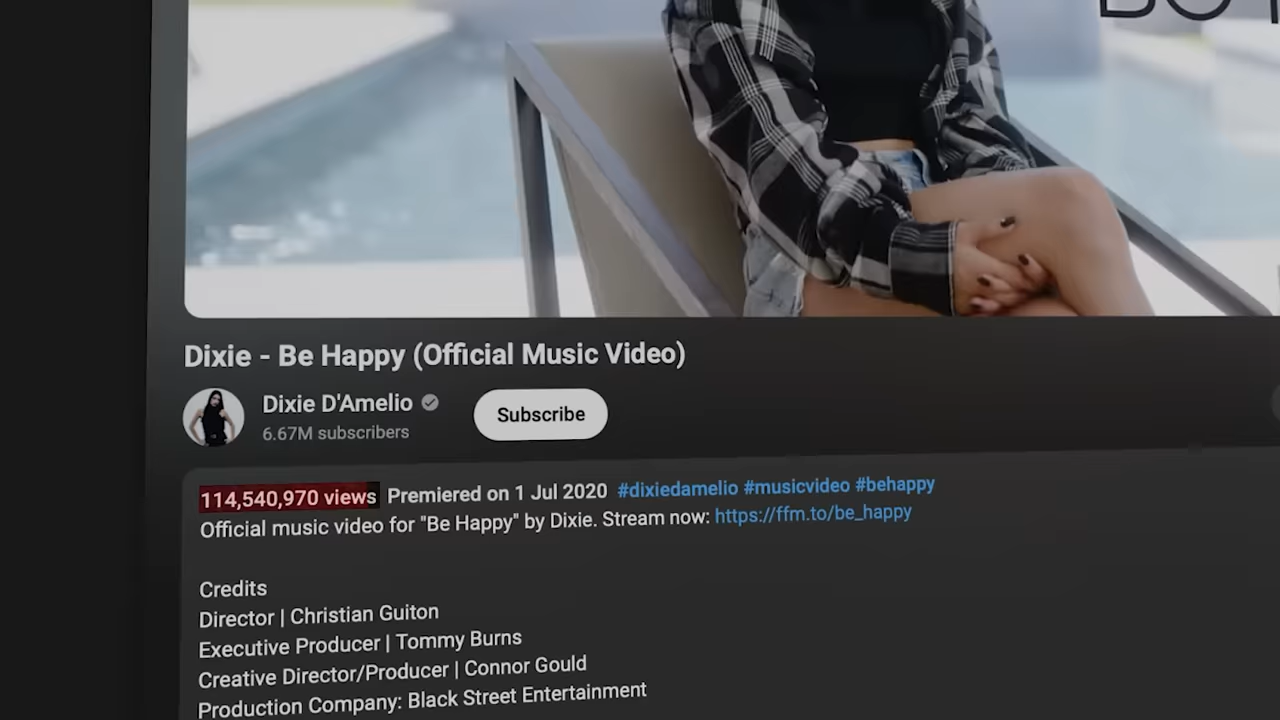 Dixie - Be Happy (Official Music Video)
Dixie D'Amelio
Subscribe
6.67M subscribers
114,540,970 views Premiered on 1 Jul 2020 #dixiedamelio #musicvideo #behappy
Official music video for "Be Happy" by Dixie. Stream now: https://ffm.to/be_happy
Credits
Director | Christian Guiton
Executive Producer | Tommy Burns
Creative Director/Producer | Connor Gould
Production Company: Black Street Entertainment